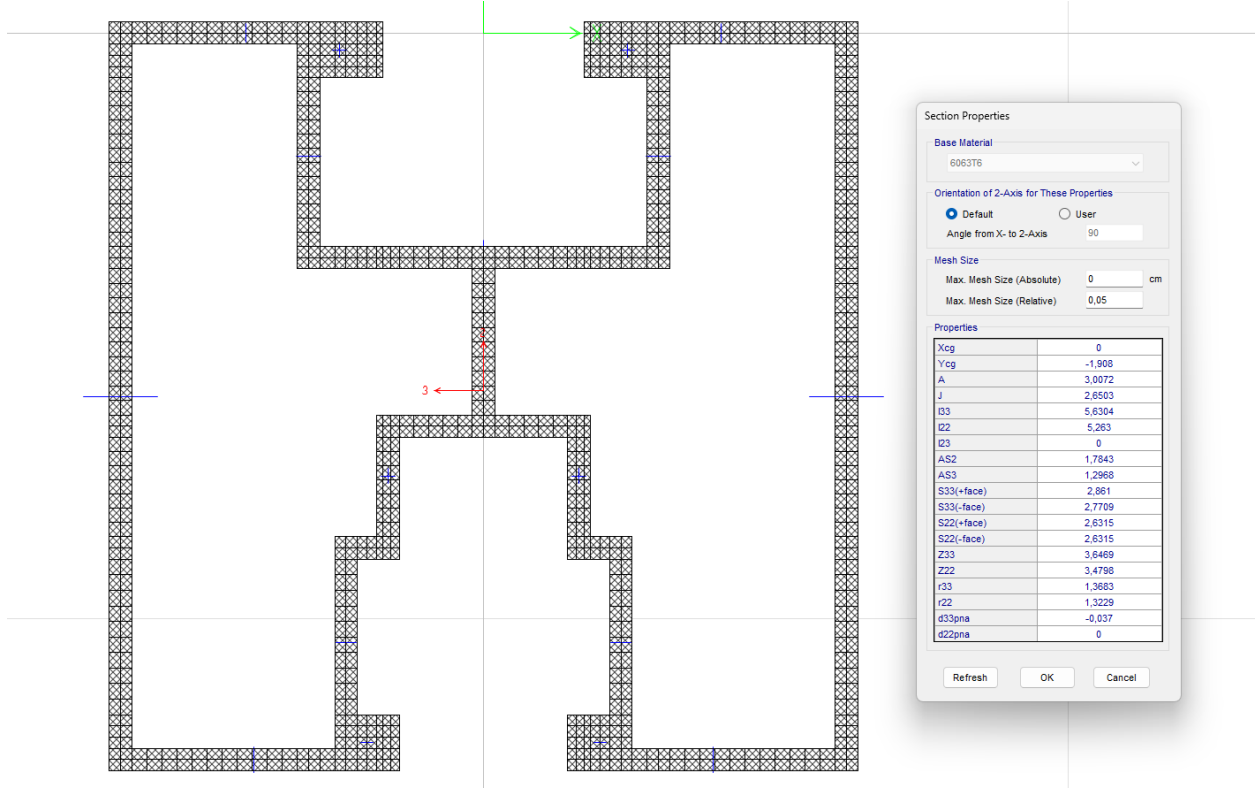 Section Properties
Base Material
6063T6
Orientation of 2-Axis for These Properties
Default User
Angle from X- to 2-Axis 90
Mesh Size
Max. Mesh Size (Absolute) 0 cm
Max. Mesh Size (Relative) 0,05
Properties
Xcg 0
Ycg -1,908
A 3,0072
J 2,6503
I33 5,6304
I22 5,263
I23 0
AS2 1,7843
AS3 1,2968
S33(+face) 2,861
S33(-face) 2,7709
S22(+face) 2,6315
S22(-face) 2,6315
Z33 3,6469
Z22 3,4798
r33 1,3683
r22 1,3229
d33pna -0,037
d22pna 0
3
Refresh OK Cancel